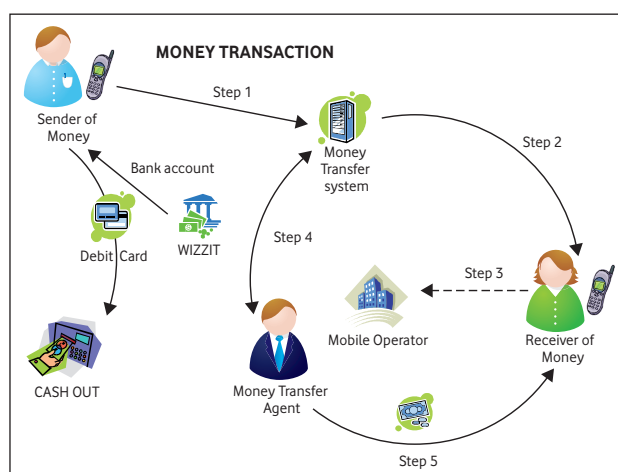 MONEY TRANSACTION
Step 1
Sender of
Money
Money
Transfer
system
Step 2
Bank account
WIZZIT
Debit Card
Step 4
Step 3
Mobile Operator
Receiver of
Money
CASH OUT
Money Transfer
Agent
Step 5